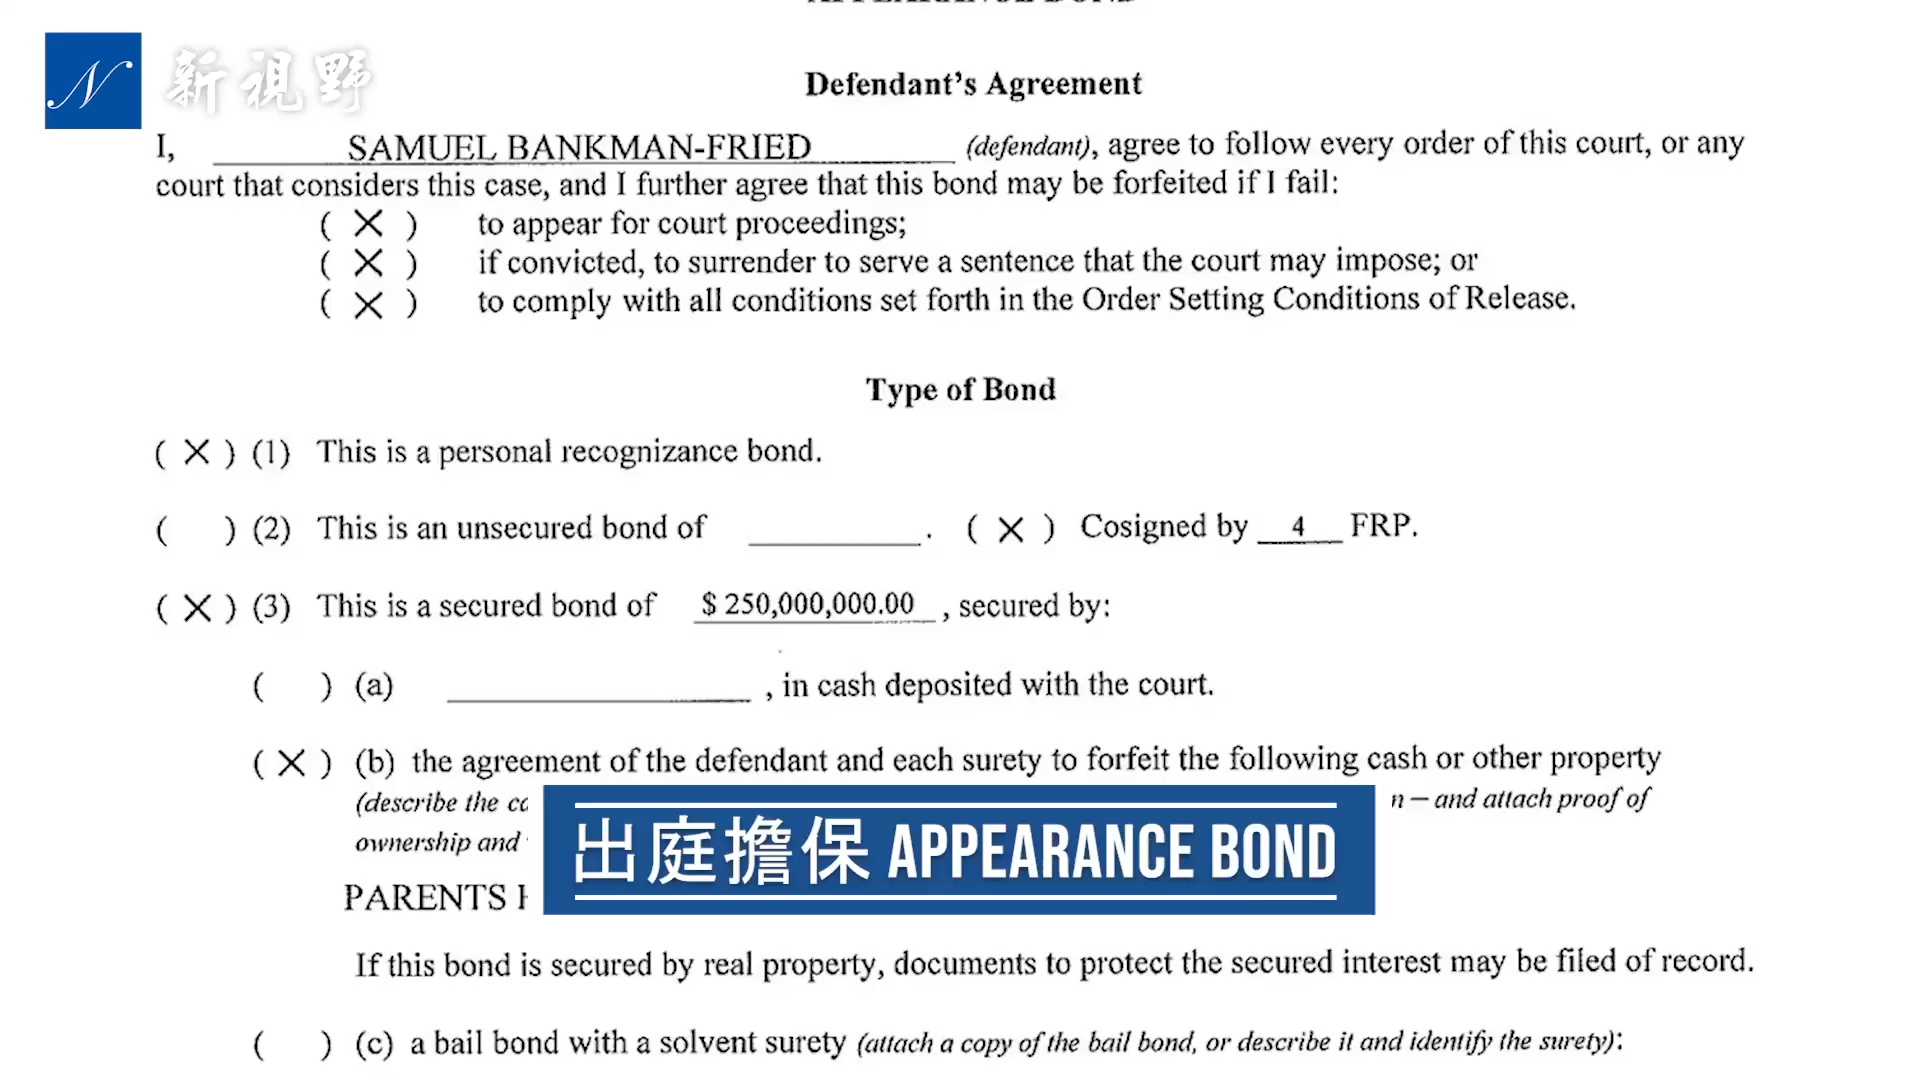 新視野
Defendant's Agreement
I, SAMUEL BANKMAN-FRIED (defendant), agree to follow every order of this court, or any
court that considers this case, and I further agree that this bond may be forfeited if I fail:
( X ) to appear for court proceedings;
( X ) if convicted, to surrender to serve a sentence that the court may impose; or
( X ) to comply with all conditions set forth in the Order Setting Conditions of Release.
Type of Bond
( X ) (1) This is a personal recognizance bond.
( ) (2) This is an unsecured bond of ________. ( X ) Cosigned by 4 FRP.
( X ) (3) This is a secured bond of $ 250,000,000.00 , secured by:
( ) (a) ________ , in cash deposited with the court.
( X ) (b) the agreement of the defendant and each surety to forfeit the following cash or other property
(describe the — and attach proof of
ownership and
PARENTS
出庭擔保 APPEARANCE BOND
If this bond is secured by real property, documents to protect the secured interest may be filed of record.
( ) (c) a bail bond with a solvent surety (attach a copy of the bail bond, or describe it and identify the surety):